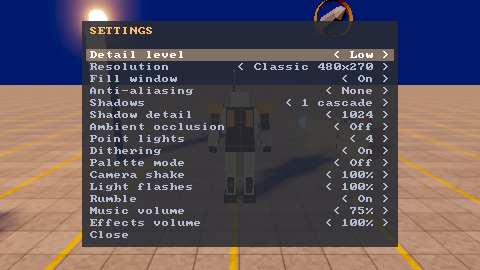 SETTINGS
Detail level < Low >
Resolution < Classic 480x270 >
Fill window < On >
Anti-aliasing < None >
Shadows < 1 cascade >
Shadow detail < 1024 >
Ambient occlusion < Off >
Point lights < 4 >
Dithering < On >
Palette mode < Off >
Camera shake < 100% >
Light flashes < 100% >
Rumble < On >
Music volume < 75% >
Effects volume < 100% >
Close